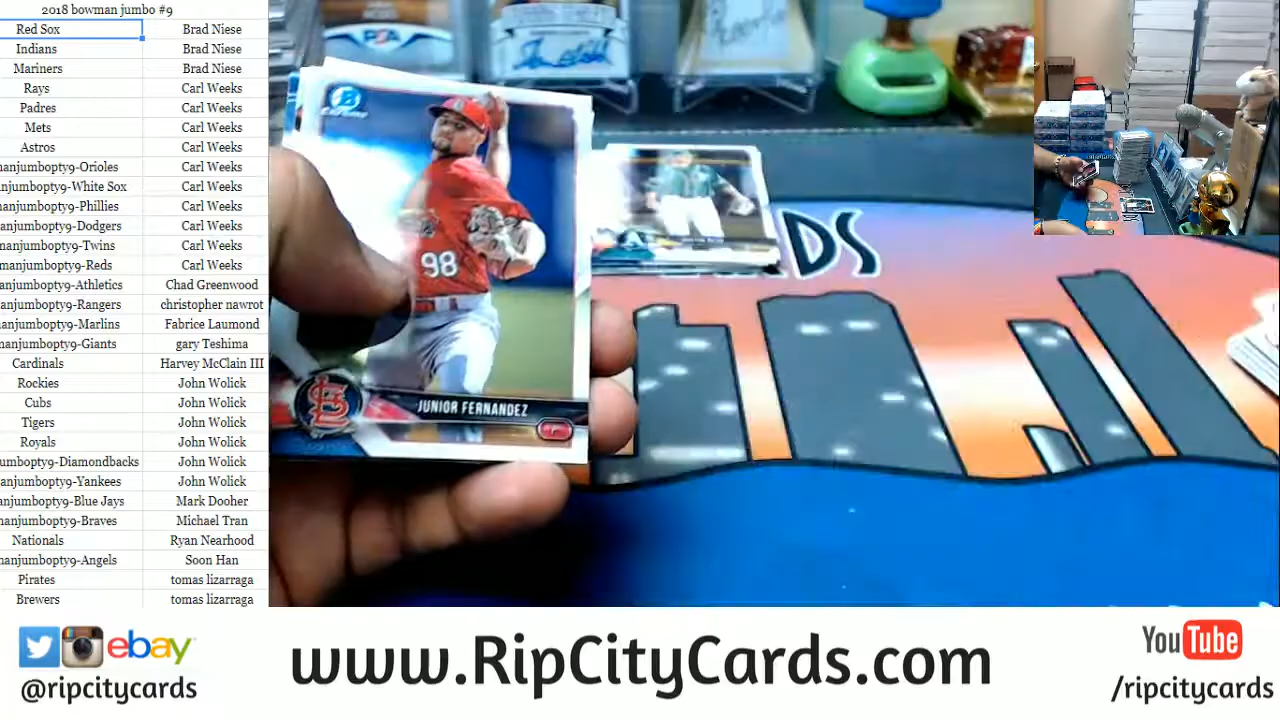 2018 bowman jumbo #9
Red Sox Brad Niese
Indians Brad Niese
Mariners Brad Niese
Rays Carl Weeks
Padres Carl Weeks
Mets Carl Weeks
Astros Carl Weeks
anjumbopty9-Orioles Carl Weeks
njumbopty9-White Sox Carl Weeks
manjumbopty9-Phillies Carl Weeks
anjumbopty9-Dodgers Carl Weeks
manjumbopty9-Twins Carl Weeks
manjumbopty9-Reds Carl Weeks
anjumbopty9-Athletics Chad Greenwood
anjumbopty9-Rangers christopher nawrot
anjumbopty9-Marlins Fabrice Laumond
manjumbopty9-Giants gary Teshima
Cardinals Harvey McClain III
Rockies John Wolick
Cubs John Wolick
Tigers John Wolick
Royals John Wolick
umbopty9-Diamondbacks John Wolick
anjumbopty9-Yankees John Wolick
anjumbopty9-Blue Jays Mark Dooher
manjumbopty9-Braves Michael Tran
Nationals Ryan Nearhood
manjumbopty9-Angels Soon Han
Pirates tomas lizarraga
Brewers tomas lizarraga
PSA
B
98
JUNIOR FERNANDEZ
P
DS
ebay
@ripcitycards
www.RipCityCards.com
YouTube
/ripcitycards